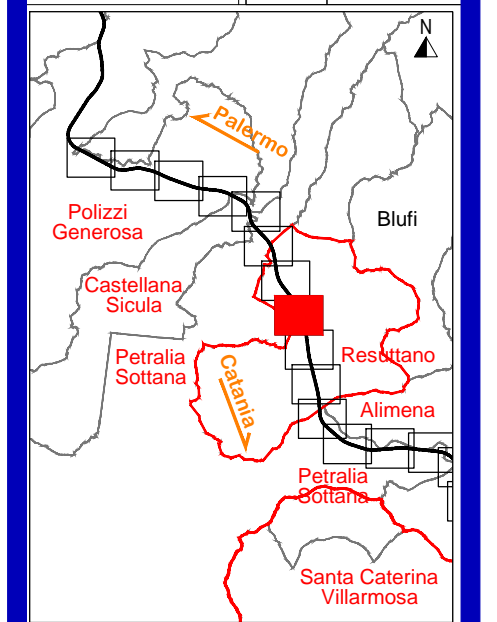 N
Palermo
Polizzi
Generosa
Blufi
Castellana
Sicula
Petralia
Sottana
Catania
Resuttano
Alimena
Petralia
Sottana
Santa Caterina
Villarmosa